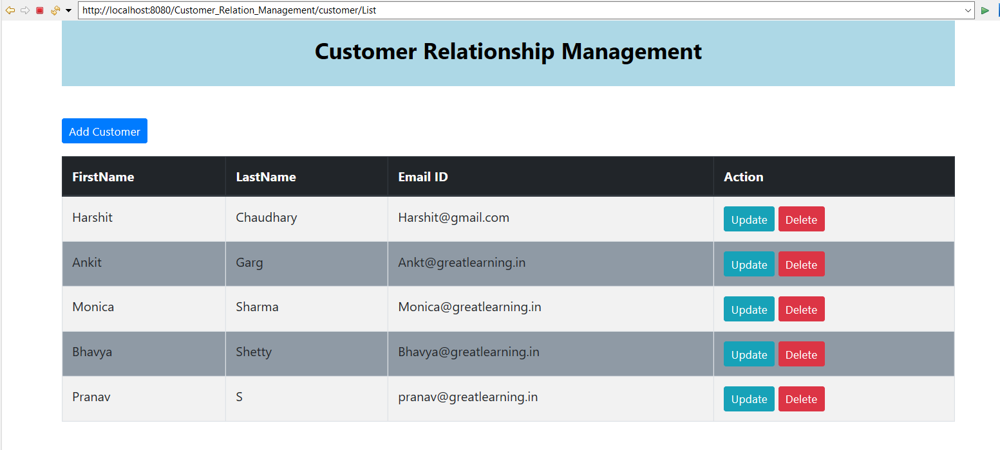 http://localhost:8080/Customer_Relation_Management/customer/List
Customer Relationship Management
Add Customer
FirstName LastName Email ID Action
Harshit Chaudhary Harshit@gmail.com Update Delete
Ankit Garg Ankt@greatlearning.in Update Delete
Monica Sharma Monica@greatlearning.in Update Delete
Bhavya Shetty Bhavya@greatlearning.in Update Delete
Pranav S pranav@greatlearning.in Update Delete